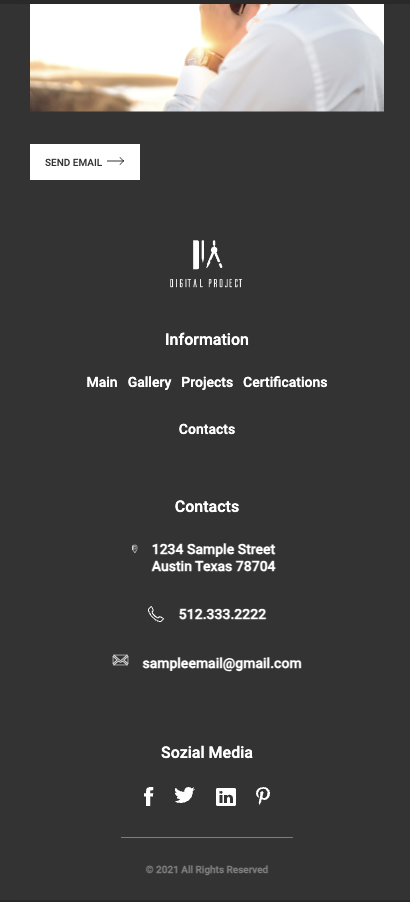 SEND EMAIL
DIGITAL PROJECT
Information
Main Gallery Projects Certifications
Contacts
Contacts
1234 Sample Street
Austin Texas 78704
512.333.2222
sampleemail@gmail.com
Sozial Media
© 2021 All Rights Reserved